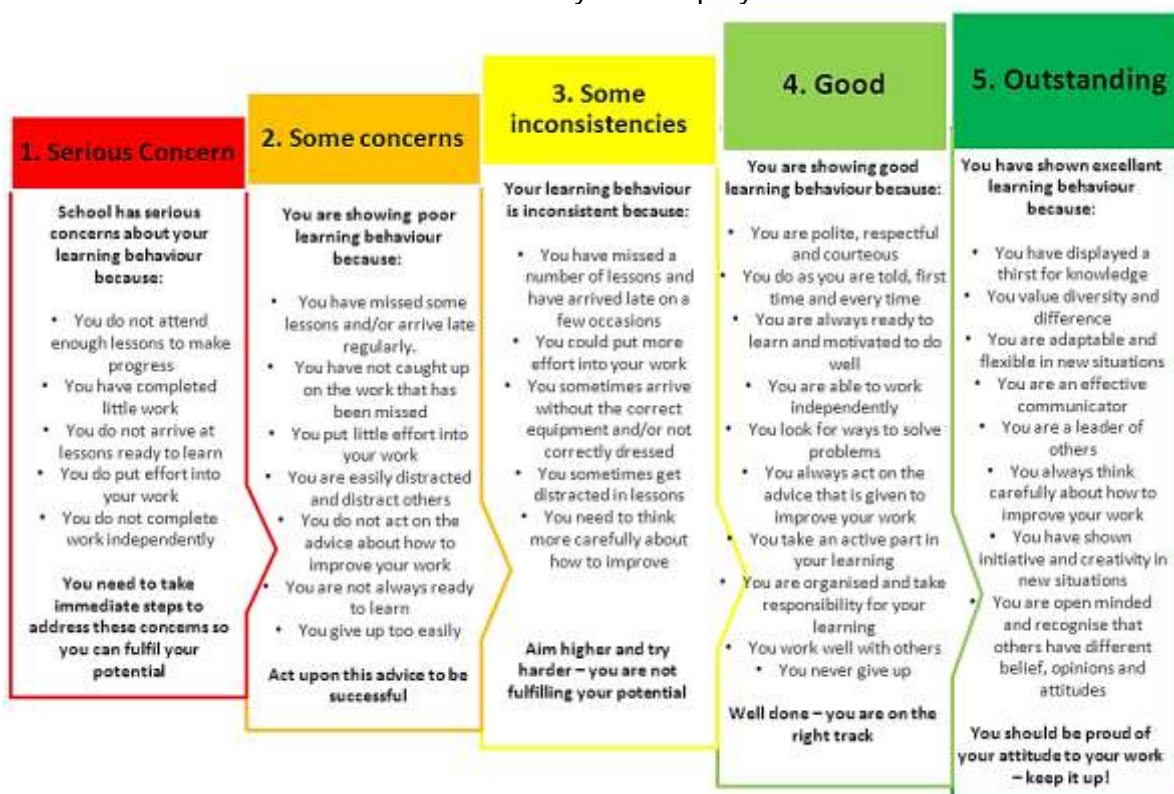 1. Serious Concern
School has serious
concerns about your
learning behaviour
because:
• You do not attend
enough lessons to make
progress
• You have completed
little work
• You do not arrive at
lessons ready to learn
• You do put effort into
your work
• You do not complete
work independently
You need to take
immediate steps to
address these concerns so
you can fulfil your
potential
2. Some concerns
You are showing poor
learning behaviour
because:
• You have missed some
lessons and/or arrive late
regularly.
• You have not caught up
on the work that has
been missed
• You put little effort into
your work
• You are easily distracted
and distract others
• You do not act on the
advice about how to
improve your work
• You are not always ready
to learn
• You give up too easily
Act upon this advice to be
successful
3. Some
inconsistencies
Your learning behaviour
is inconsistent because:
• You have missed a
number of lessons and
have arrived late on a
few occasions
• You could put more
effort into your work
• You sometimes arrive
without the correct
equipment and/or not
correctly dressed
• You sometimes get
distracted in lessons
• You need to think
more carefully about
how to improve
Aim higher and try
harder – you are not
fulfilling your potential
4. Good
You are showing good
learning behaviour because:
• You are polite, respectful
and courteous
• You do as you are told, first
time and every time
• You are always ready to
learn and motivated to do
well
• You are able to work
independently
• You look for ways to solve
problems
• You always act on the
advice that is given to
improve your work
• You take an active part in
your learning
• You are organised and take
responsibility for your
learning
• You work well with others
• You never give up
Well done – you are on the
right track
5. Outstanding
You have shown excellent
learning behaviour
because:
• You have displayed a
thirst for knowledge
• You value diversity and
difference
• You are adaptable and
flexible in new situations
• You are an effective
communicator
• You are a leader of
others
• You always think
carefully about how to
improve your work
• You have shown
initiative and creativity in
new situations
• You are open minded
and recognise that
others have different
belief, opinions and
attitudes
You should be proud of
your attitude to your work
– keep it up!